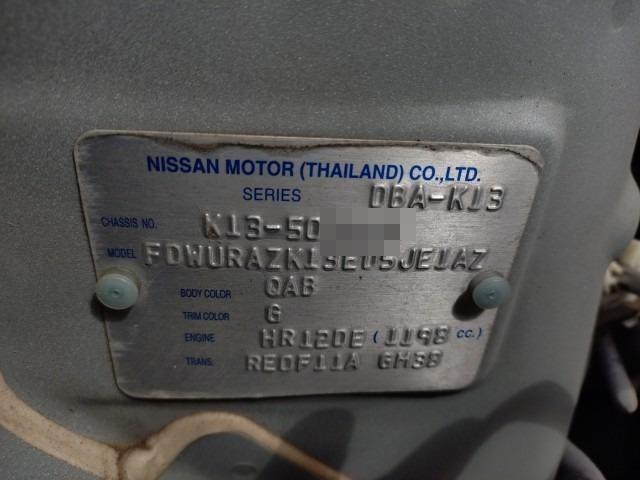 NISSAN MOTOR (THAILAND) CO.,LTD.
SERIES DBA-K13
CHASSIS NO. K13-50
MODEL FDWURAZK13EU5JE1AZ
BODY COLOR QAB
TRIM COLOR G
ENGINE HR12DE (1198 cc.)
TRANS. RE0F11A GH38